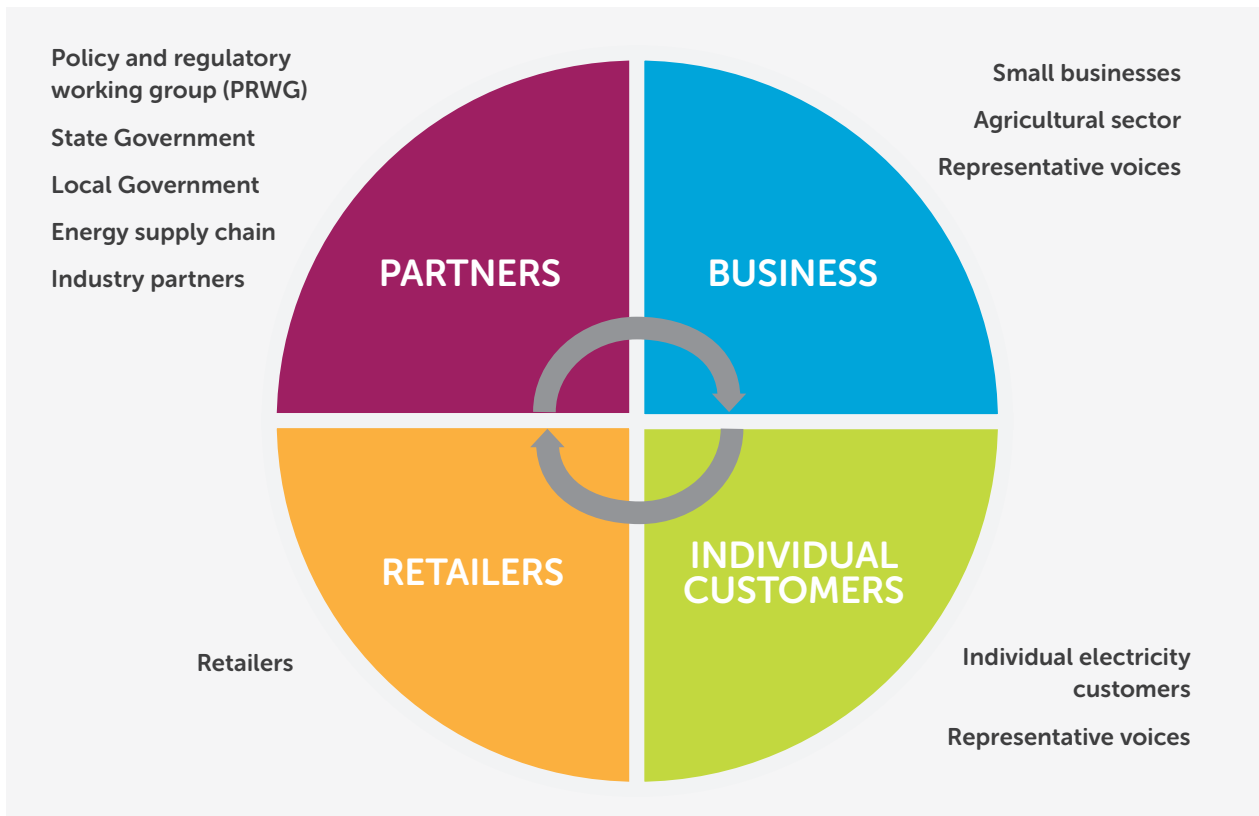 Policy and regulatory
working group (PRWG)
State Government
Local Government
Energy supply chain
Industry partners
PARTNERS
BUSINESS
Small businesses
Agricultural sector
Representative voices
RETAILERS
Retailers
INDIVIDUAL
CUSTOMERS
Individual electricity
customers
Representative voices